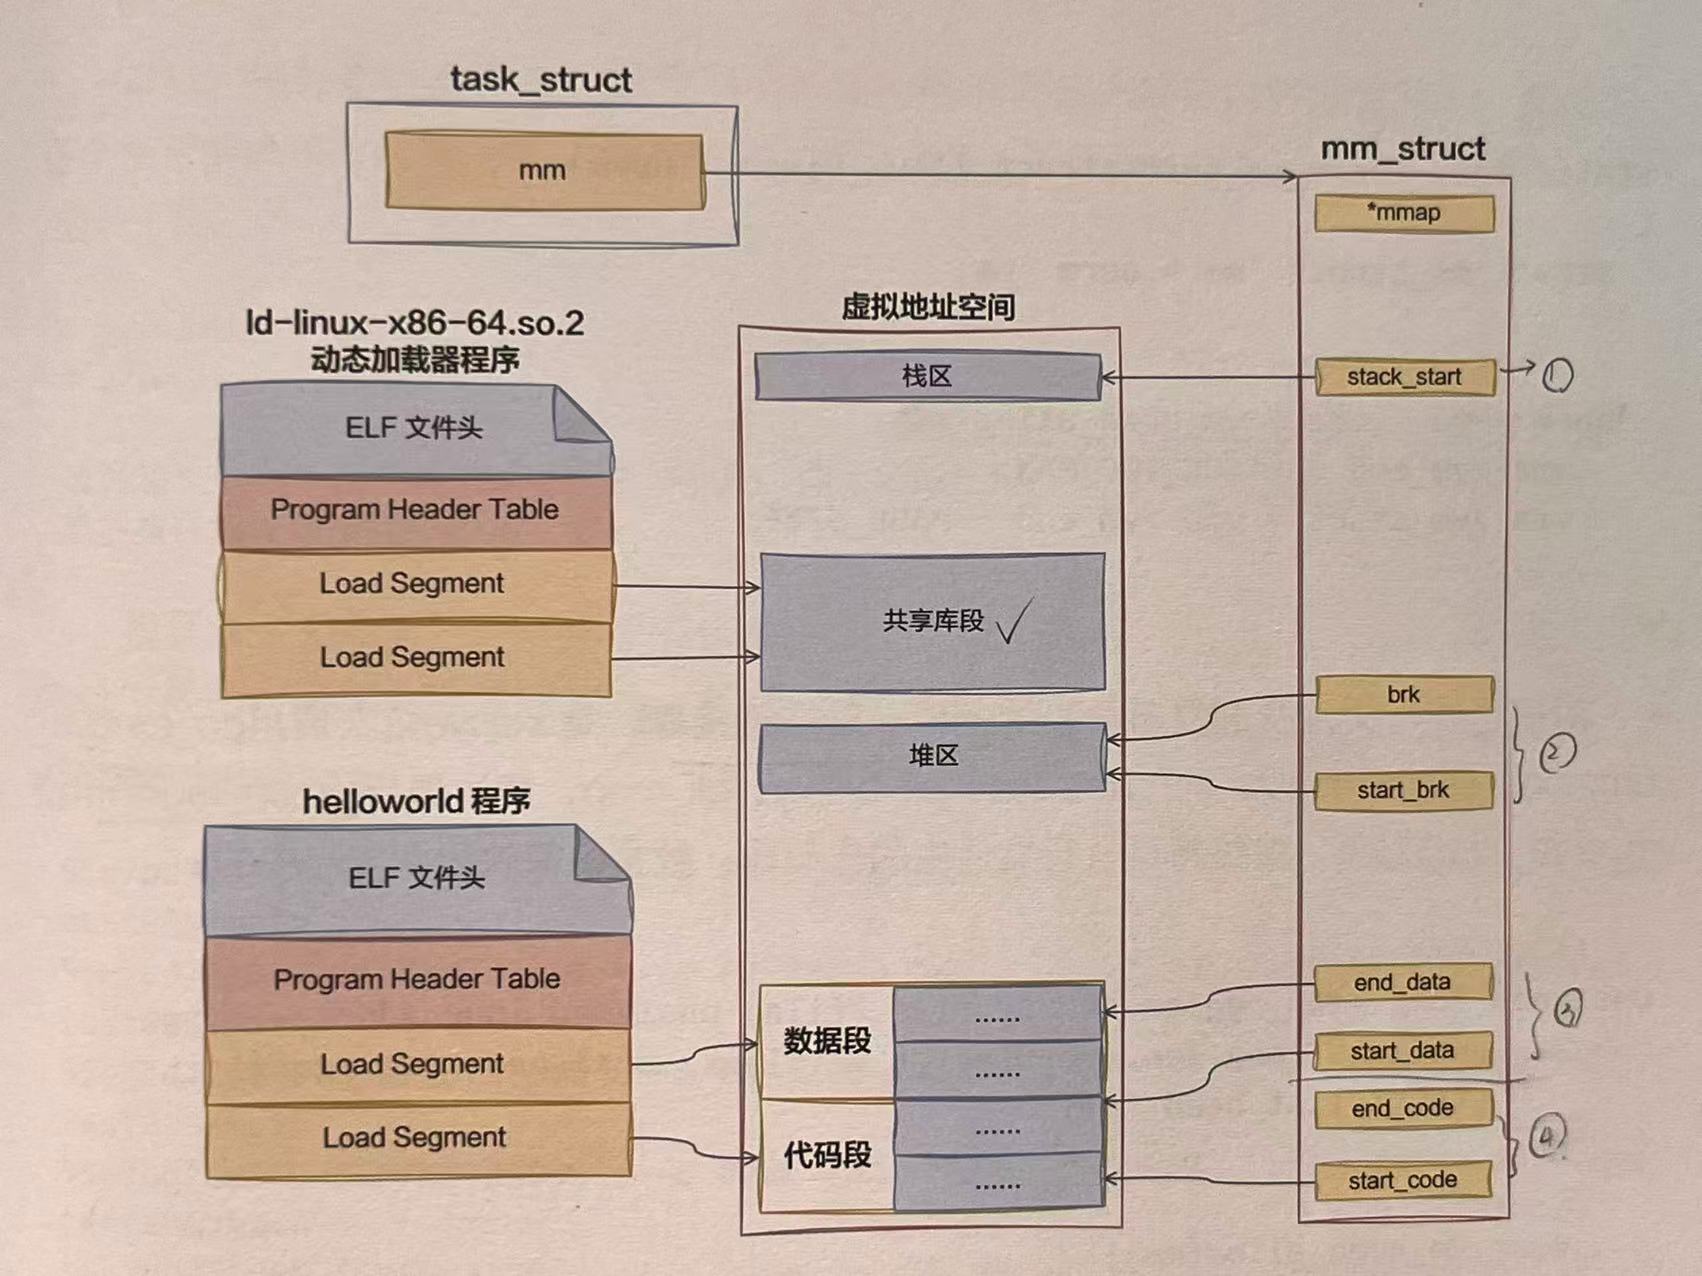 task_struct
mm
mm_struct
*mmap
ld-linux-x86-64.so.2
动态加载器程序
ELF 文件头
Program Header Table
Load Segment
Load Segment
helloworld 程序
ELF 文件头
Program Header Table
Load Segment
Load Segment
虚拟地址空间
栈区
共享库段 ✓
堆区
数据段
......
......
代码段
......
......
stack_start
①
brk
start_brk
②
end_data
start_data
③
end_code
start_code
④